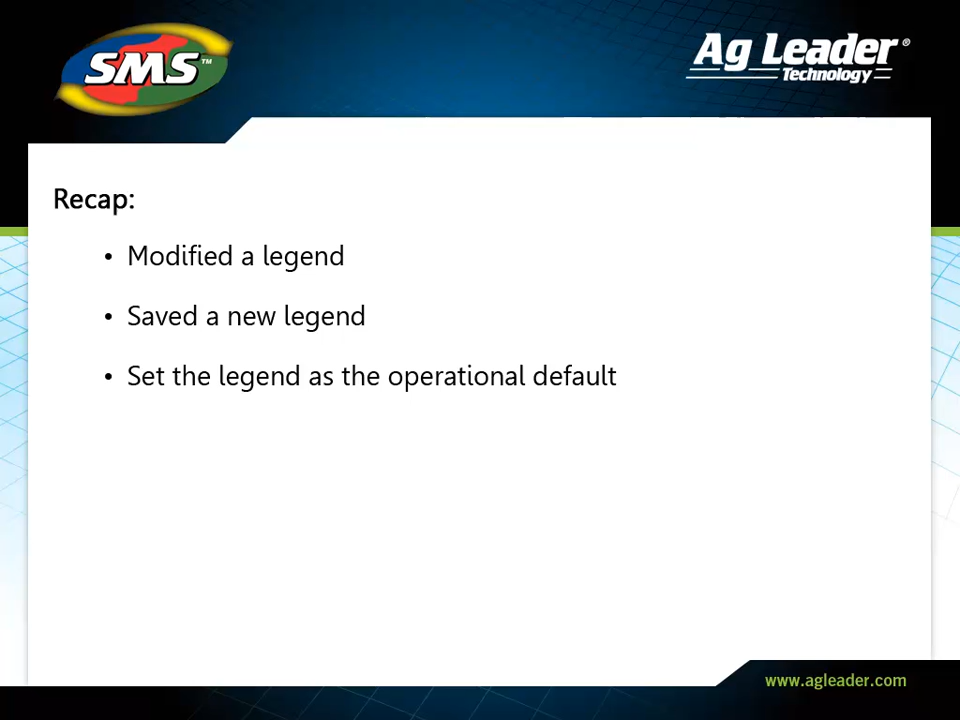 SMS™
Ag Leader®
Technology
Recap:
• Modified a legend
• Saved a new legend
• Set the legend as the operational default
www.agleader.com